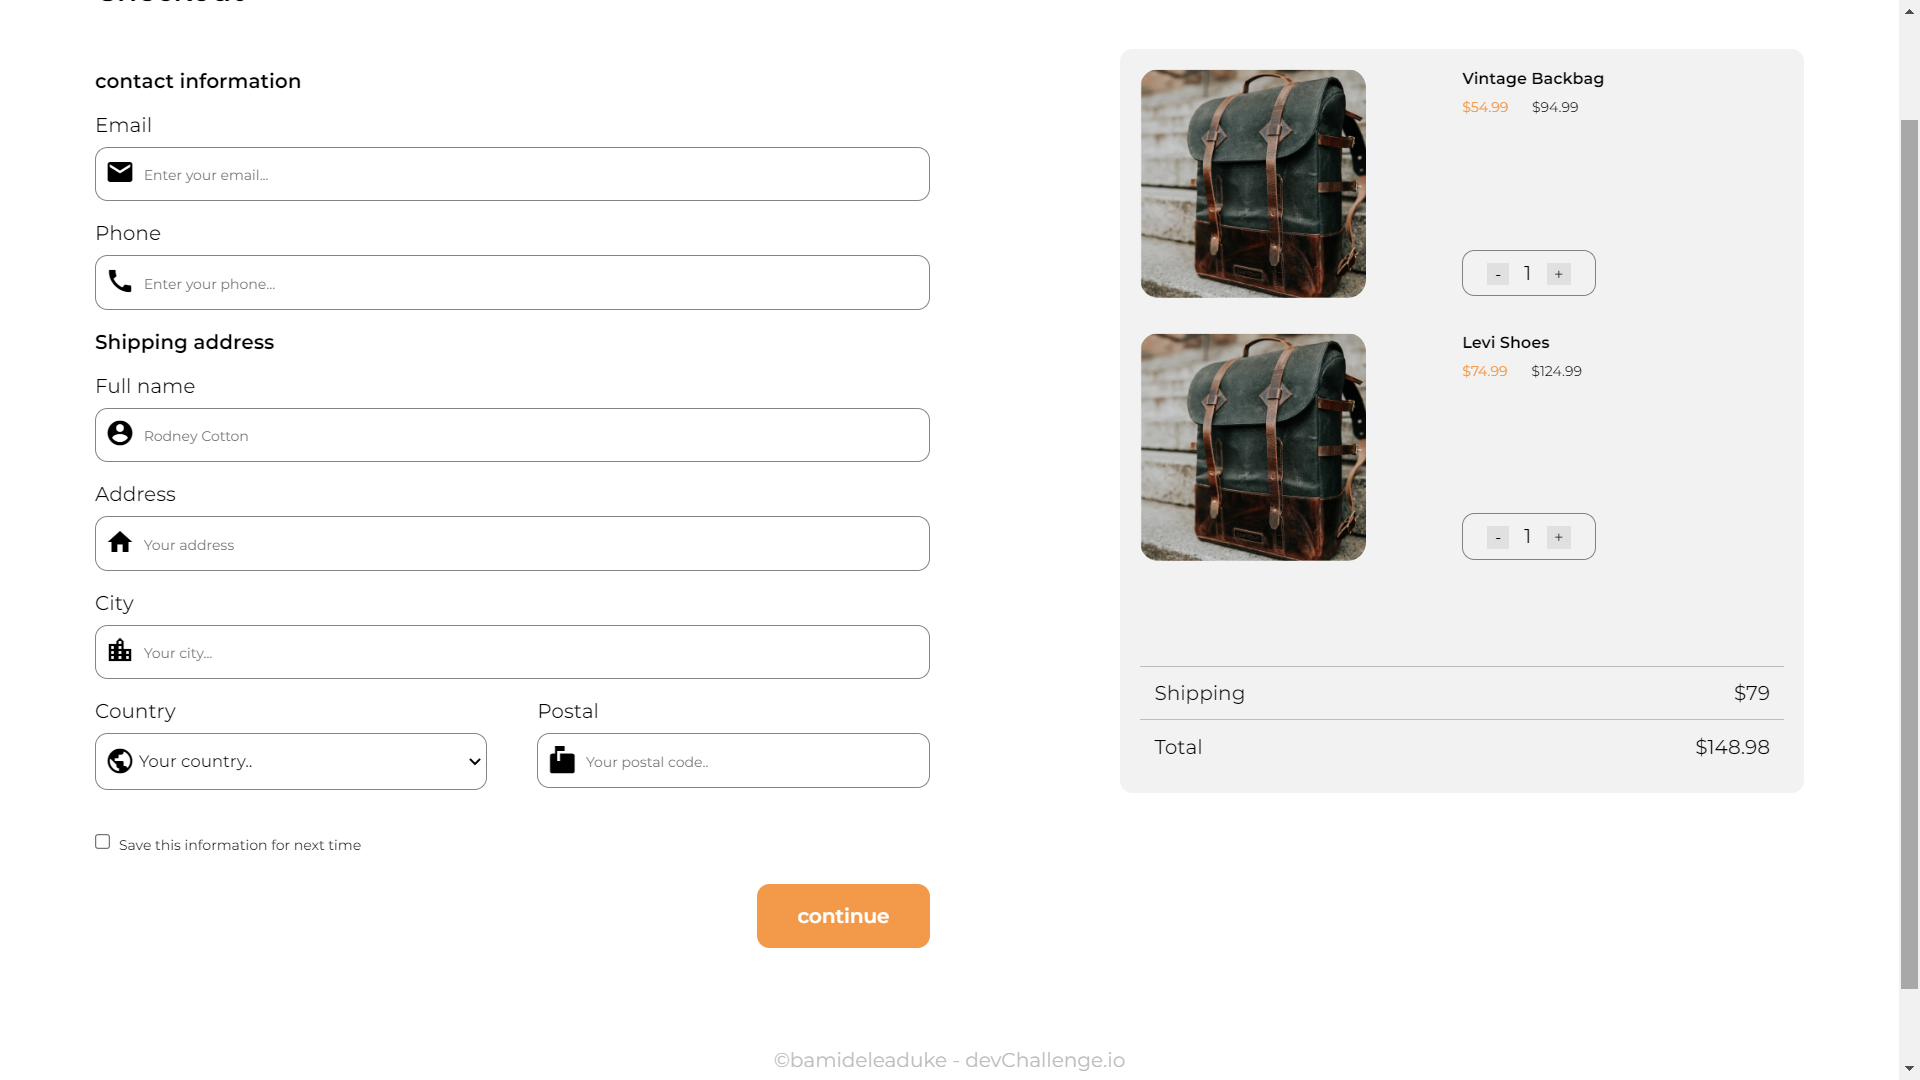 Checkout
contact information
Email
Enter your email...
Phone
Enter your phone...
Shipping address
Full name
Rodney Cotton
Address
Your address
City
Your city...
Country
Postal
Your country..
Your postal code..
Save this information for next time
continue
Vintage Backbag
$54.99 $94.99
- 1 +
Levi Shoes
$74.99 $124.99
- 1 +
Shipping $79
Total $148.98
©bamideleaduke - devChallenge.io